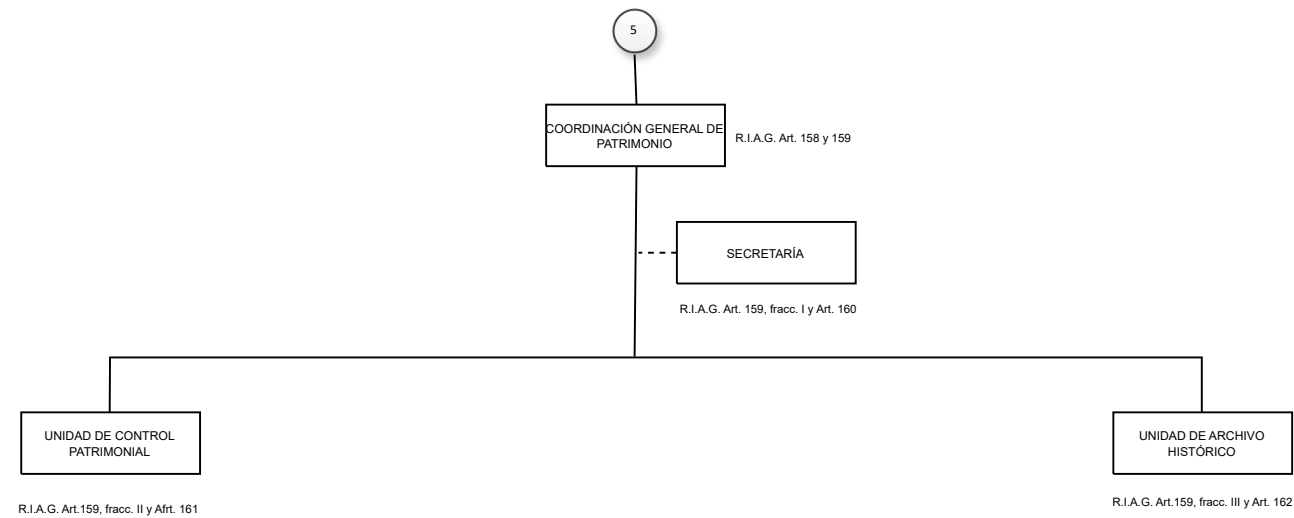 5
COORDINACIÓN GENERAL DE
PATRIMONIO
R.I.A.G. Art. 158 y 159
SECRETARÍA
R.I.A.G. Art. 159, fracc. I y Art. 160
UNIDAD DE CONTROL
PATRIMONIAL
R.I.A.G. Art.159, fracc. II y Afrt. 161
UNIDAD DE ARCHIVO
HISTÓRICO
R.I.A.G. Art.159, fracc. III y Art. 162